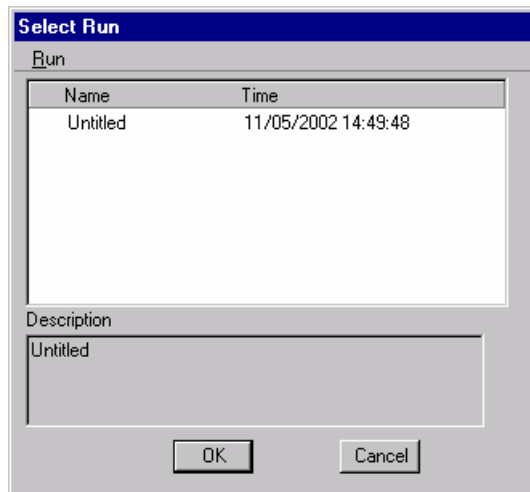 Select Run
Run
Name Time
Untitled 11/05/2002 14:49:48
Description
Untitled
OK Cancel